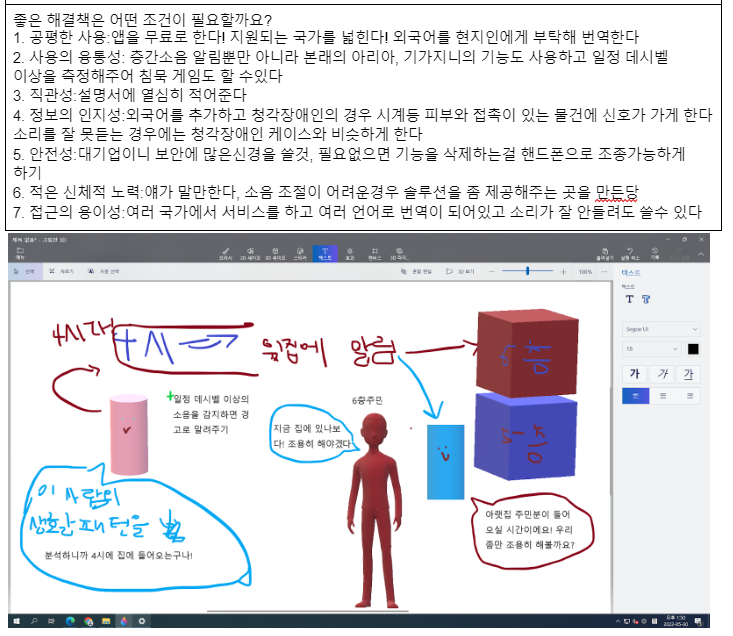 좋은 해결책은 어떤 조건이 필요할까요?
1. 공평한 사용:앱을 무료로 한다! 지원되는 국가를 넓힌다! 외국어를 현지인에게 부탁해 번역한다
2. 사용의 융통성: 층간소음 알림뿐만 아니라 본래의 아리아, 기가지니의 기능도 사용하고 일정 데시벨
이상을 측정해주어 침묵 게임도 할 수있다
3. 직관성:설명서에 열심히 적어준다
4. 정보의 인지성:외국어를 추가하고 청각장애인의 경우 시계등 피부와 접촉이 있는 물건에 신호가 가게 한다
소리를 잘 못듣는 경우에는 청각장애인 케이스와 비슷하게 한다
5. 안전성:대기업이니 보안에 많은신경을 쓸것, 필요없으면 기능을 삭제하는걸 핸드폰으로 조종가능하게
하기
6. 적은 신체적 노력:얘가 말만한다, 소음 조절이 어려운경우 솔루션을 좀 제공해주는 곳을 만든당
7. 접근의 용이성:여러 국가에서 서비스를 하고 여러 언어로 번역이 되어있고 소리가 잘 안들려도 쓸수 있다
메뉴
브러시
2D 셰이프
3D 셰이프
스티커
텍스트
효과
캔버스
붙여넣기
실행 취소
기록
선택
자르기
혼합 현실
3D 보기
100%
텍스트
텍스트
Segoe UI
18
가 가 가
4시
윗집에 알림
일정 데시벨 이상의
소음을 감지하면 경
고로 알려주기
6층주민
지금 집에 있나보
다! 조용히 해야겠다
이 사람의
생활 패턴을 봄
분석하니까 4시에 집에 들어오는구나!
아랫집 주민분이 들어
오실 시간이에요! 우리
좀만 조용히 해볼까요?
오후 1:30
2022-05-30